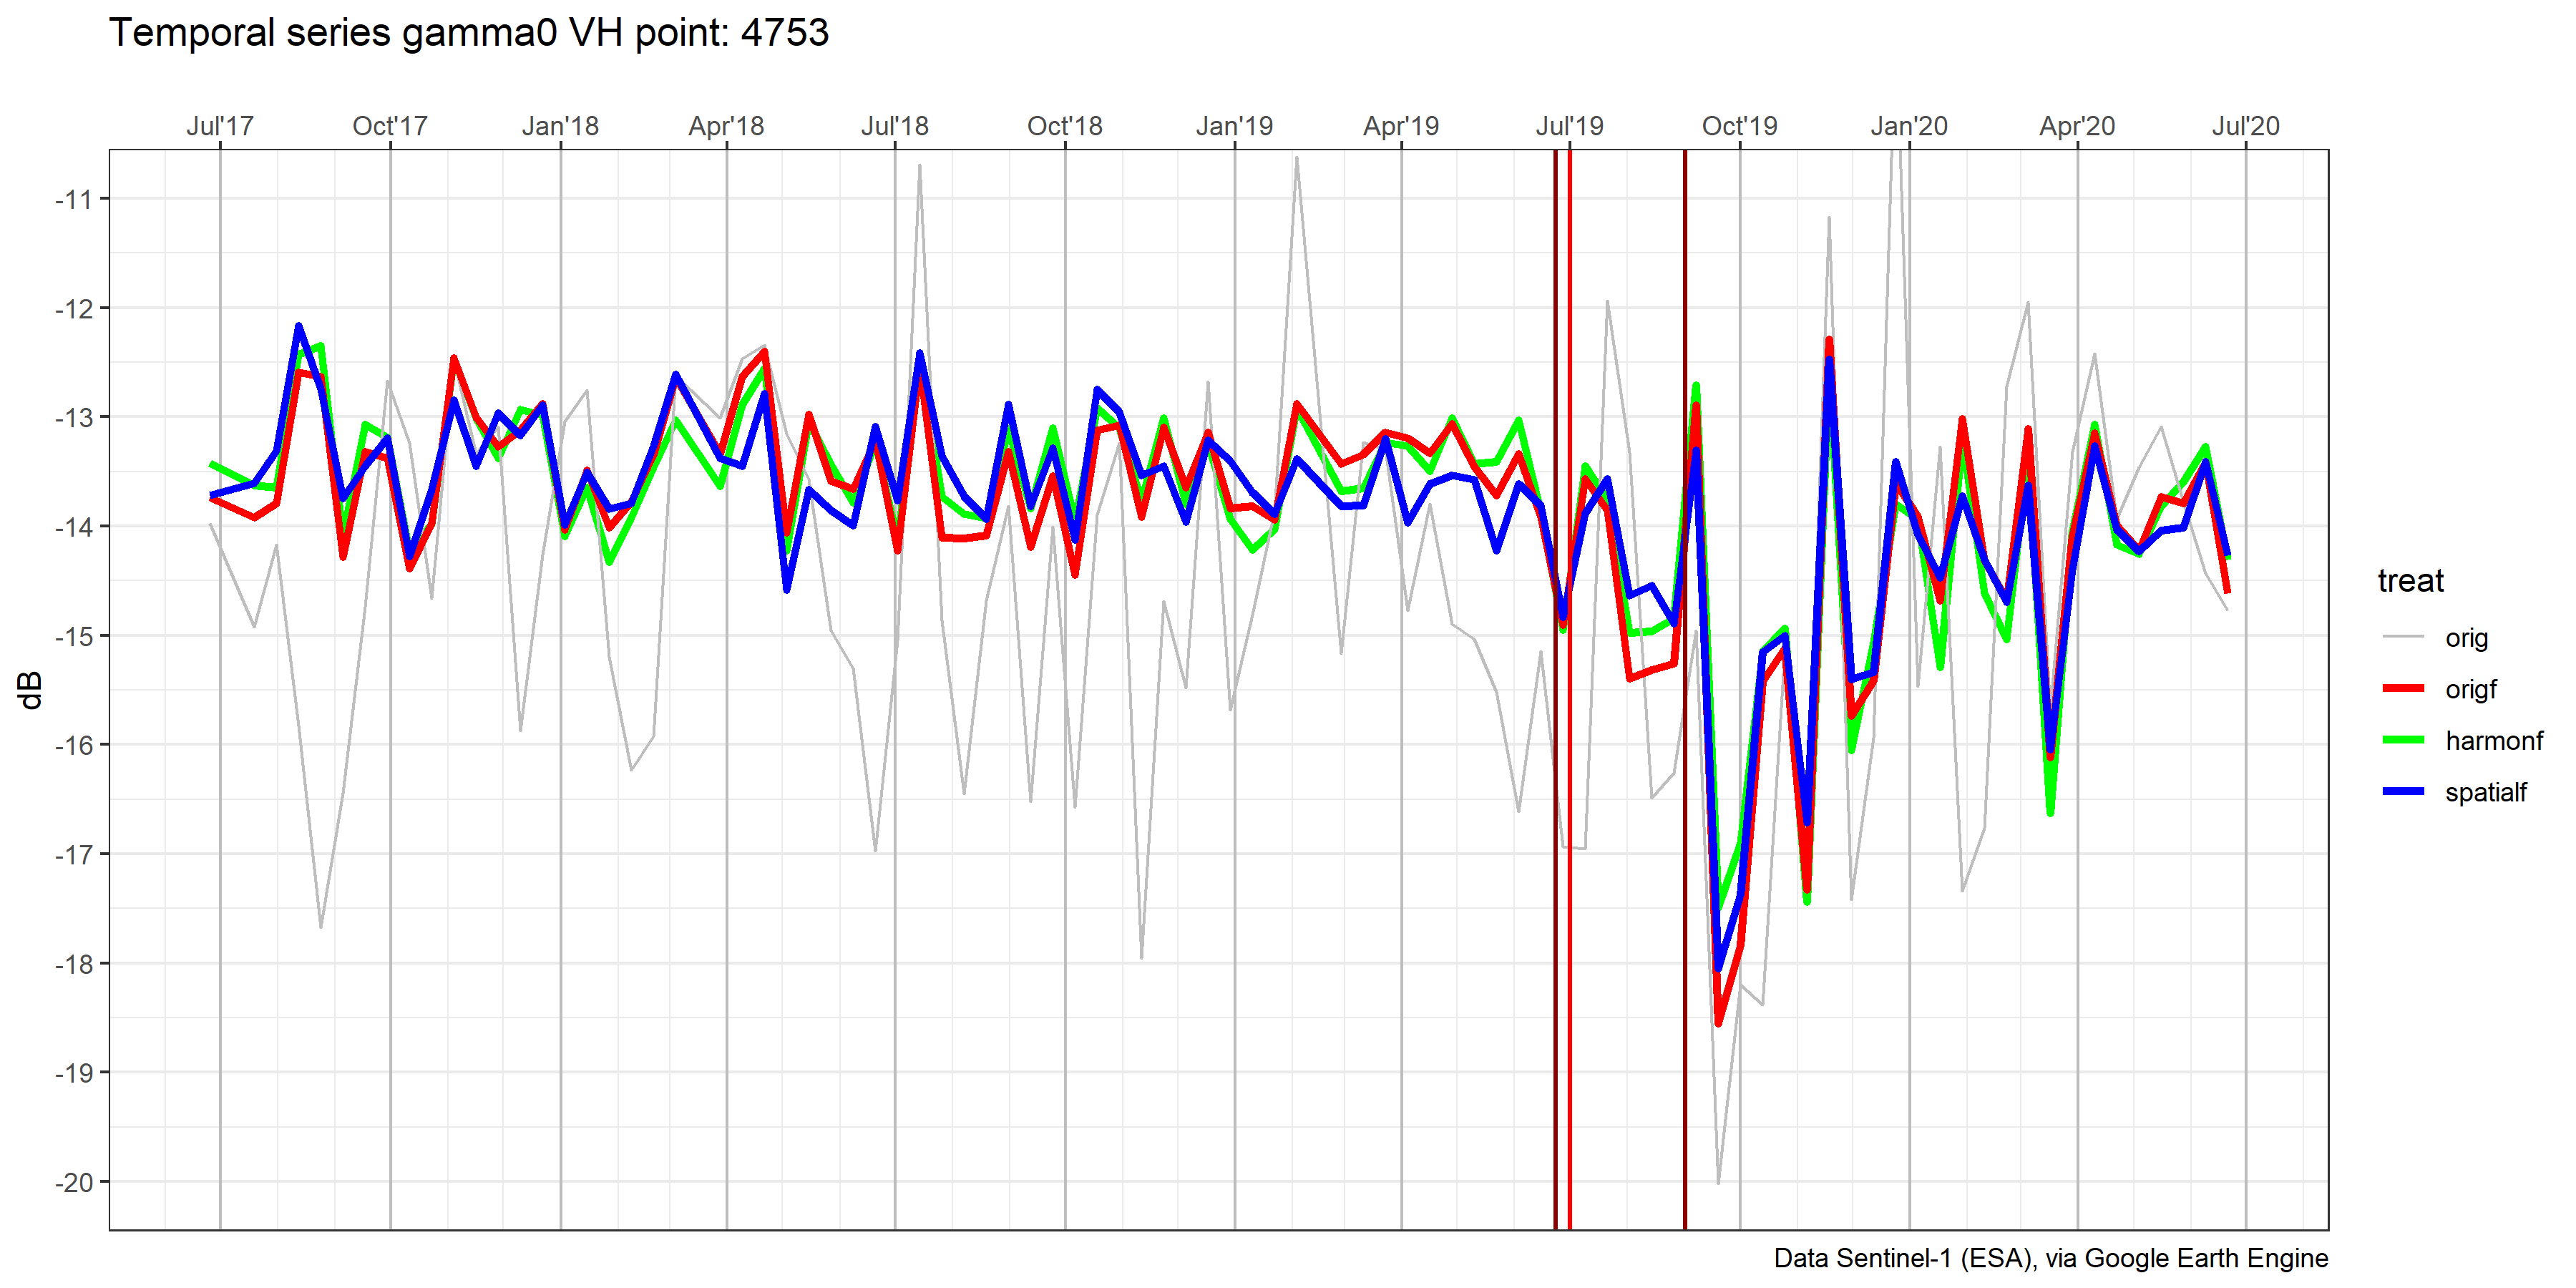 Temporal series gamma0 VH point: 4753
Jul'17 Oct'17 Jan'18 Apr'18 Jul'18 Oct'18 Jan'19 Apr'19 Jul'19 Oct'19 Jan'20 Apr'20 Jul'20
-11
-12
-13
-14
-15
-16
-17
-18
-19
-20
dB
treat
orig
origf
harmonf
spatialf
Data Sentinel-1 (ESA), via Google Earth Engine